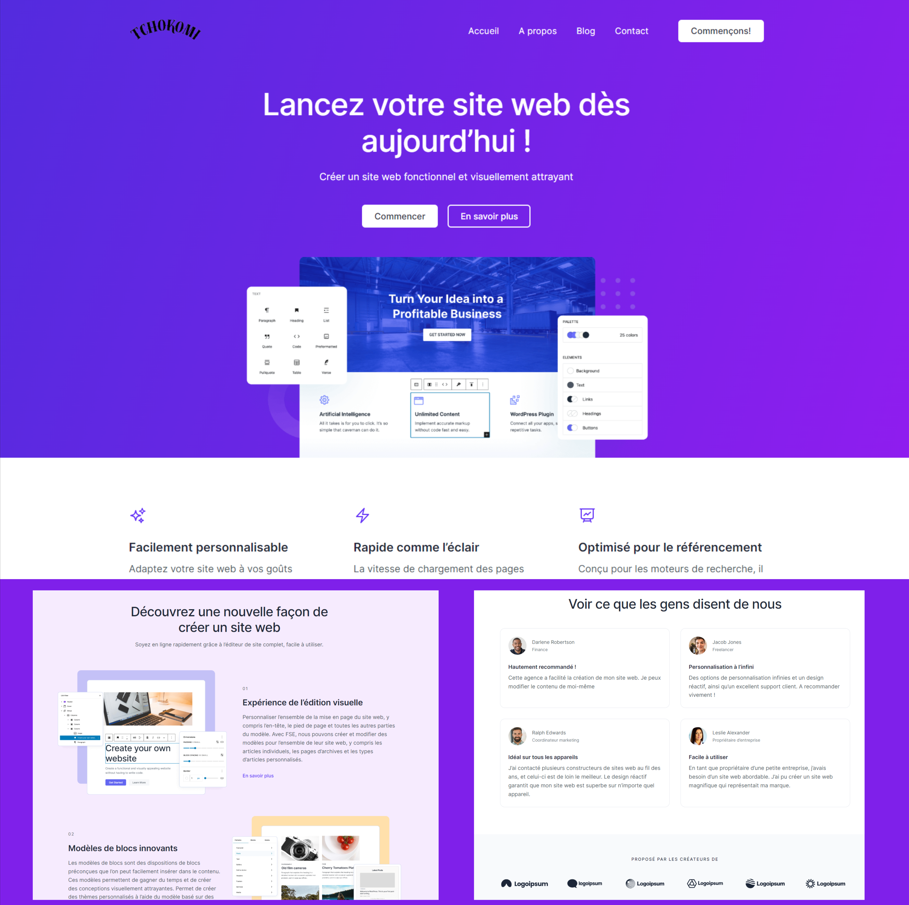 TCHOKOMI
Accueil
A propos
Blog
Contact
Commençons!
Lancez votre site web dès
aujourd’hui !
Créer un site web fonctionnel et visuellement attrayant
Commencer
En savoir plus
TEXT
Paragraph
Heading
List
Quote
Code
Preformatted
Pullquote
Table
Verse
Turn Your Idea into a
Profitable Business
GET STARTED NOW
Artificial Intelligence
All it takes is for you to click. It's so
simple that caveman can do it.
Unlimited Content
Implement accurate markup
without code fast and easy.
WordPress Plugin
Connect all your apps,
repetitive tasks.
PALETTE
25 colors
ELEMENTS
Background
Text
Links
Headings
Buttons
Facilement personnalisable
Adaptez votre site web à vos goûts
Rapide comme l’éclair
La vitesse de chargement des pages
Optimisé pour le référencement
Conçu pour les moteurs de recherche, il
Découvrez une nouvelle façon de
créer un site web
Soyez en ligne rapidement grâce à l’éditeur de site complet, facile à utiliser.
Create your own
website
01
Expérience de l’édition visuelle
Personnaliser l’ensemble de la mise en page du site web, y
compris l’en-tête, le pied de page et toutes les autres parties
du modèle. Avec FSE, nous pouvons créer et modifier des
modèles pour l’ensemble de leur site web, y compris les
articles individuels, les pages d’archives et les types
d’articles personnalisés.
En savoir plus
02
Modèles de blocs innovants
Les modèles de blocs sont des dispositions de blocs
préconçues que l’on peut facilement insérer dans le contenu.
Ces modèles permettent de gagner du temps et de créer
des conceptions visuellement attrayantes. Permet de créer
des thèmes personnalisés à l’aide du modèle basé sur des
Voir ce que les gens disent de nous
Darlene Robertson
Finance
Hautement recommandé !
Cette agence a facilité la création de mon site web. Je peux
modifier le contenu de moi-même
Jacob Jones
Freelancer
Personnalisation à l’infini
Des options de personnalisation infinies et un design
réactif, ainsi qu’un excellent support client. A recommander
vivement !
Ralph Edwards
Coordinateur marketing
Idéal sur tous les appareils
J’ai contacté plusieurs constructeurs de sites web au fil des
ans, et celui-ci est de loin le meilleur. Le design réactif
garantit que mon site web est superbe sur n’importe quel
appareil.
Leslie Alexander
Propriétaire d’entreprise
Facile à utiliser
En tant que propriétaire d’une petite entreprise, j’avais
besoin d’un site web abordable. J’ai pu créer un site web
magnifique qui représentait ma marque.
PROPOSÉ PAR LES CRÉATEURS DE
Logoipsum
logoipsum
logoipsum
Logoipsum
Logoipsum
logoipsum